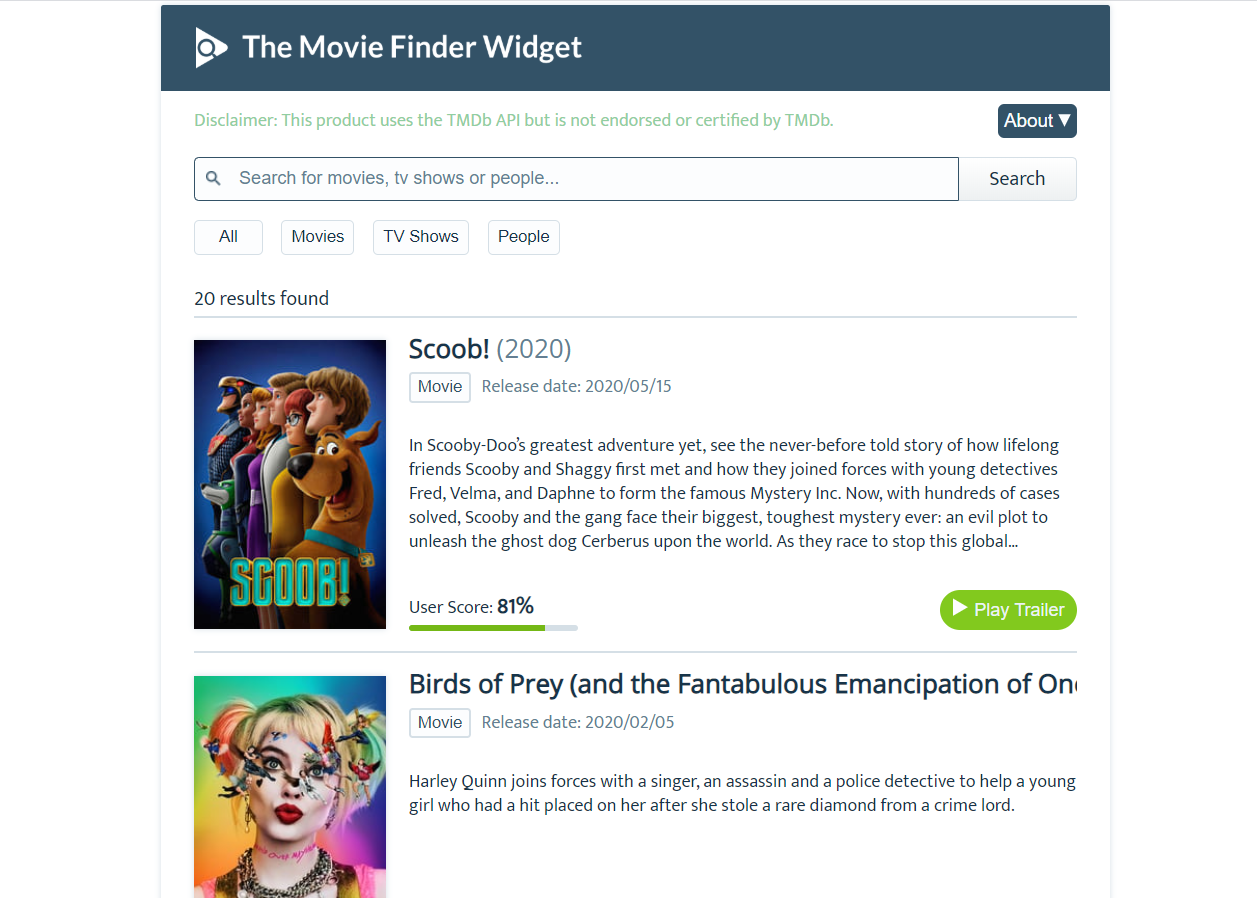 The Movie Finder Widget
Disclaimer: This product uses the TMDb API but is not endorsed or certified by TMDb.
About ▼
Search for movies, tv shows or people...
Search
All
Movies
TV Shows
People
20 results found
Scoob! (2020)
Movie
Release date: 2020/05/15
In Scooby-Doo’s greatest adventure yet, see the never-before told story of how lifelong
friends Scooby and Shaggy first met and how they joined forces with young detectives
Fred, Velma, and Daphne to form the famous Mystery Inc. Now, with hundreds of cases
solved, Scooby and the gang face their biggest, toughest mystery ever: an evil plot to
unleash the ghost dog Cerberus upon the world. As they race to stop this global...
SCOOB!
User Score: 81%
▶ Play Trailer
Birds of Prey (and the Fantabulous Emancipation of
Movie
Release date: 2020/02/05
Harley Quinn joins forces with a singer, an assassin and a police detective to help a young
girl who had a hit placed on her after she stole a rare diamond from a crime lord.